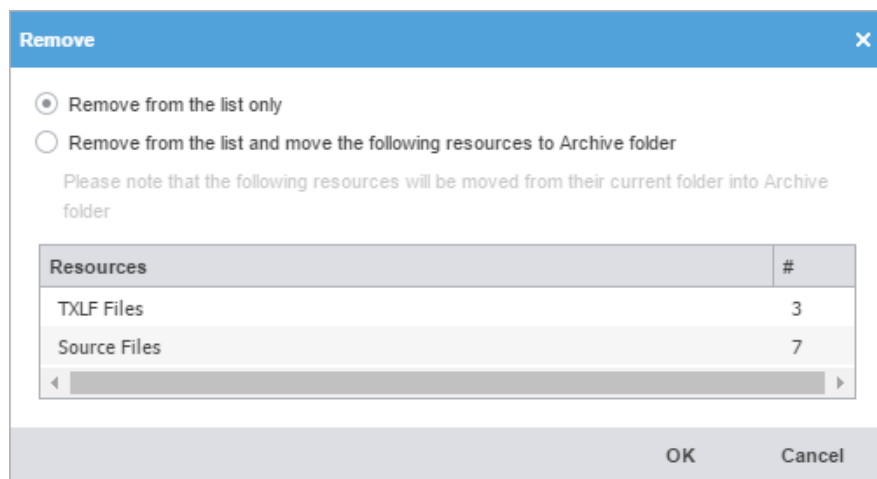 Remove
Remove from the list only
Remove from the list and move the following resources to Archive folder
Please note that the following resources will be moved from their current folder into Archive
folder
Resources #
TXLF Files 3
Source Files 7
OK Cancel